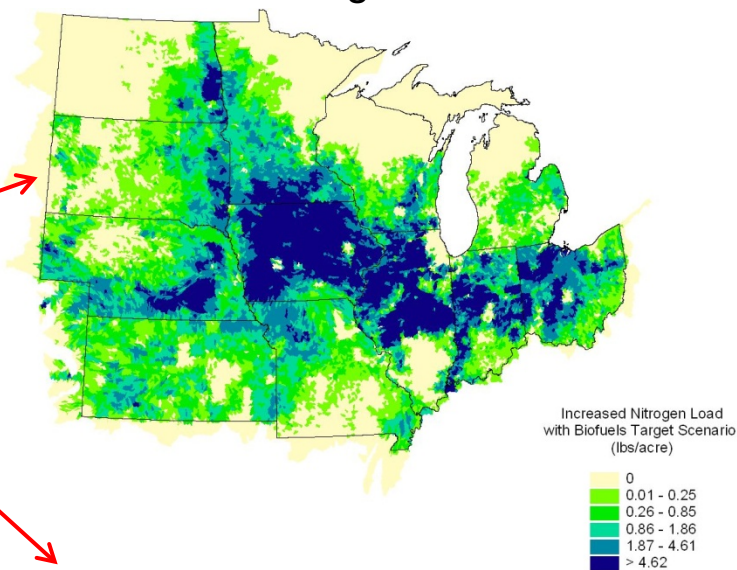 Increased Nitrogen Load
with Biofuels Target Scenario
(lbs/acre)
0
0.01 - 0.25
0.26 - 0.85
0.86 - 1.86
1.87 - 4.61
> 4.62